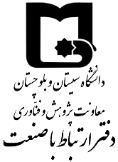 دانشگاه سیستان و بلوچستان
معاونت پژوهش و فناوری
دفتر ارتباط با صنعت